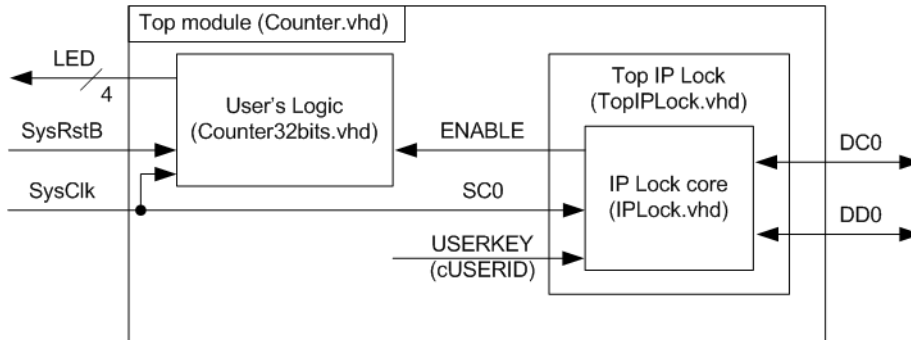 Top module (Counter.vhd)
LED
4
User's Logic
(Counter32bits.vhd)
Top IP Lock
(TopIPLock.vhd)
SysRstB
ENABLE
DC0
SysClk
SC0
IP Lock core
(IPLock.vhd)
DD0
USERKEY
(cUSERID)